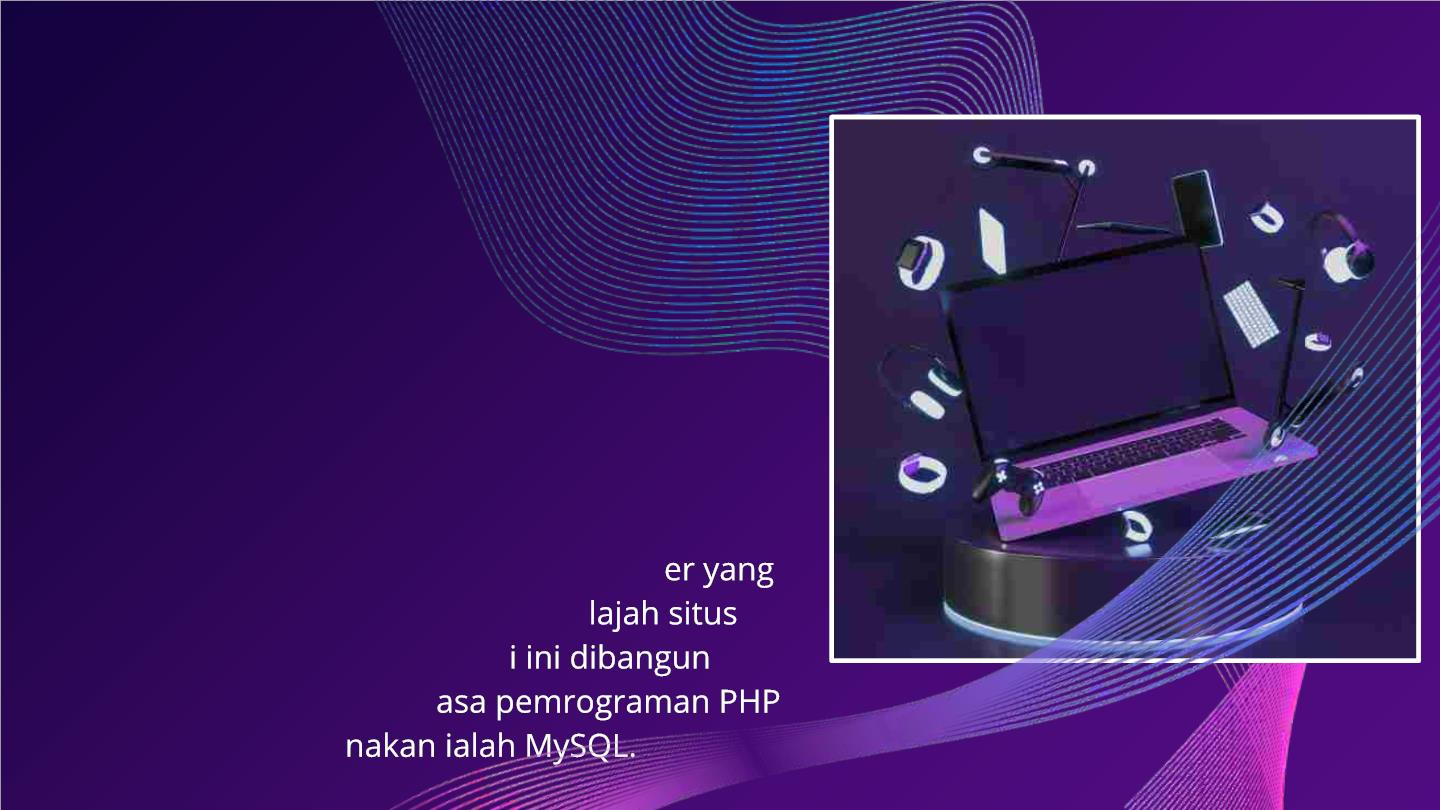 er yang
lajah situs
i ini dibangun
asa pemrograman PHP
nakan ialah MySQL.